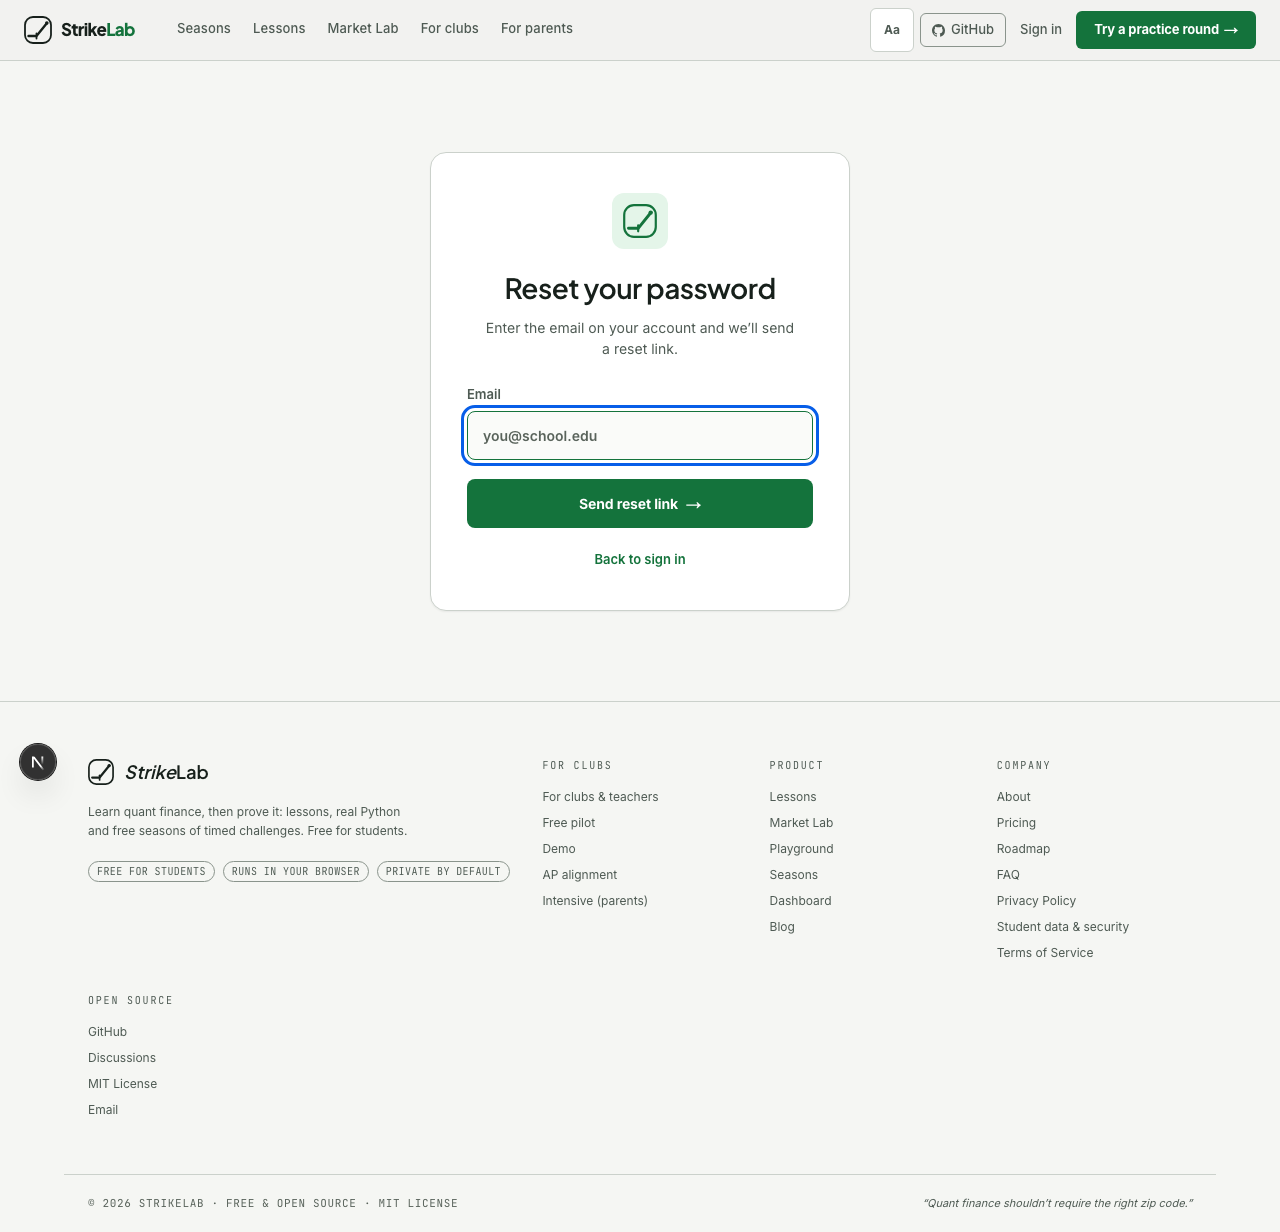 StrikeLab
Seasons
Lessons
Market Lab
For clubs
For parents
Aa
GitHub
Sign in
Try a practice round →
Reset your password
Enter the email on your account and we’ll send
a reset link.
Email
you@school.edu
Send reset link →
Back to sign in
N
StrikeLab
Learn quant finance, then prove it: lessons, real Python
and free seasons of timed challenges. Free for students.
FREE FOR STUDENTS
RUNS IN YOUR BROWSER
PRIVATE BY DEFAULT
FOR CLUBS
For clubs & teachers
Free pilot
Demo
AP alignment
Intensive (parents)
PRODUCT
Lessons
Market Lab
Playground
Seasons
Dashboard
Blog
COMPANY
About
Pricing
Roadmap
FAQ
Privacy Policy
Student data & security
Terms of Service
OPEN SOURCE
GitHub
Discussions
MIT License
Email
© 2026 STRIKELAB · FREE & OPEN SOURCE · MIT LICENSE
“Quant finance shouldn’t require the right zip code.”